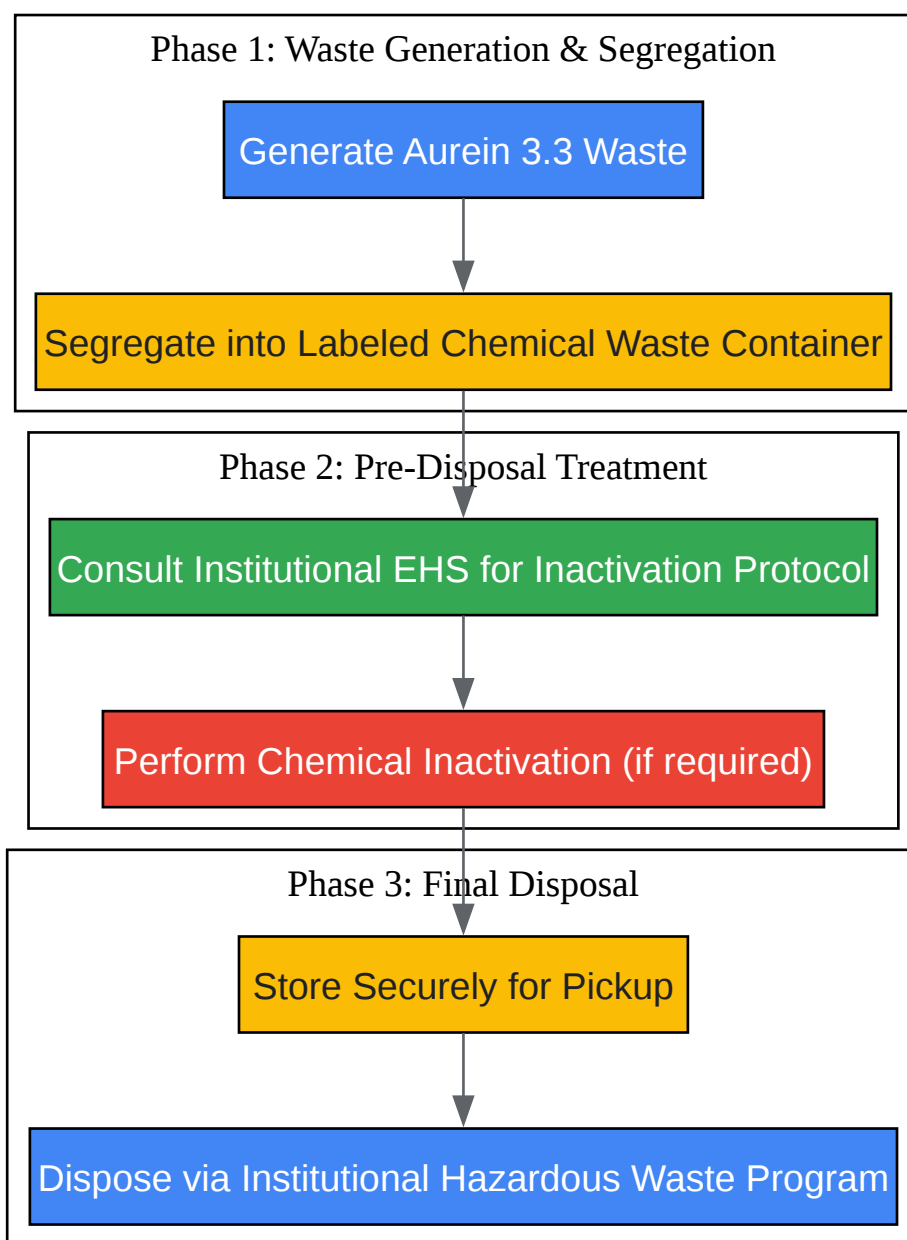 Phase 1: Waste Generation & Segregation
Generate Aurein 3.3 Waste
Segregate into Labeled Chemical Waste Container
Phase 2: Pre-Disposal Treatment
Consult Institutional EHS for Inactivation Protocol
Perform Chemical Inactivation (if required)
Phase 3: Final Disposal
Store Securely for Pickup
Dispose via Institutional Hazardous Waste Program